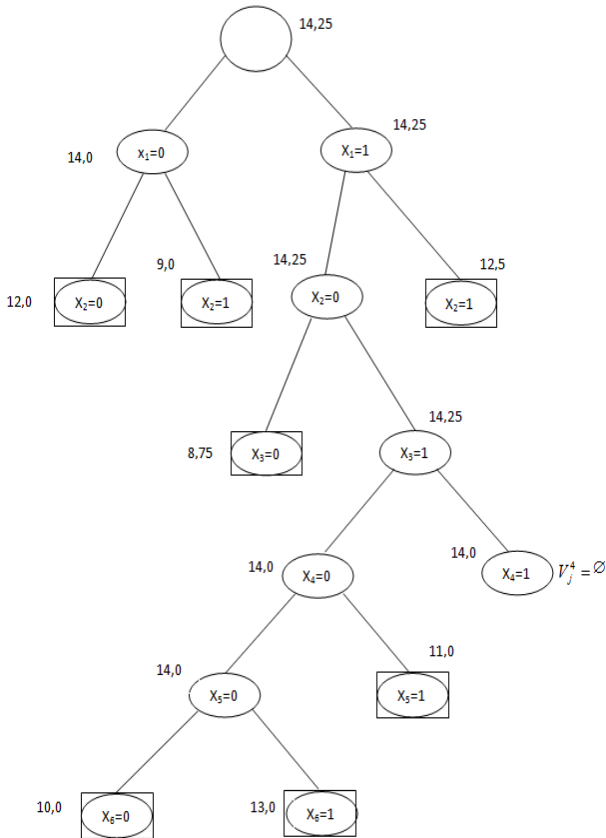 14,25
14,0
x₁=0
14,25
X₁=1
12,0
X₂=0
9,0
X₂=1
14,25
X₂=0
12,5
X₂=1
8,75
X₃=0
14,25
X₃=1
14,0
X₄=0
14,0
X₄=1
V_j^4 = ∅
14,0
X₅=0
11,0
X₅=1
10,0
X₆=0
13,0
X₆=1